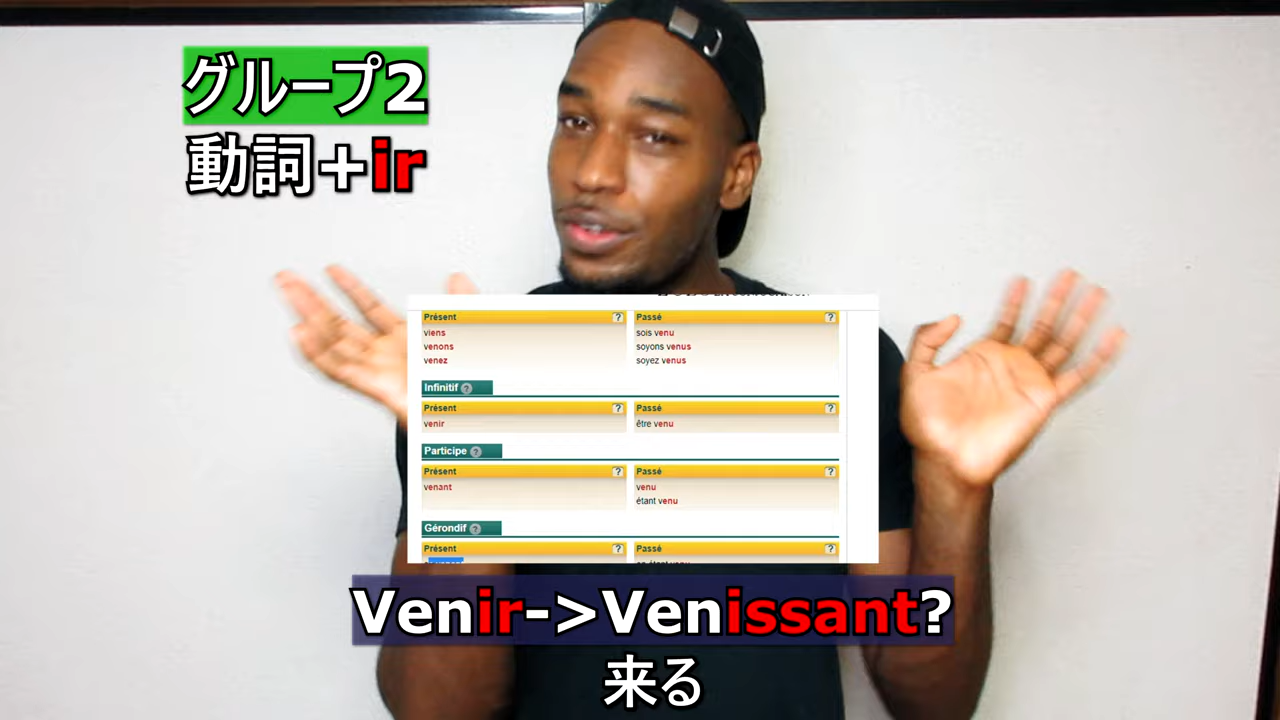 グループ2
動詞+ir
Présent ? Passé ?
viens sois venu
venons soyons venus
venez soyez venus
Infinitif ?
Présent ? Passé ?
venir être venu
Participe ?
Présent ? Passé ?
venant venu
étant venu
Gérondif ?
Présent ? Passé ?
Venir->Venissant?
来る